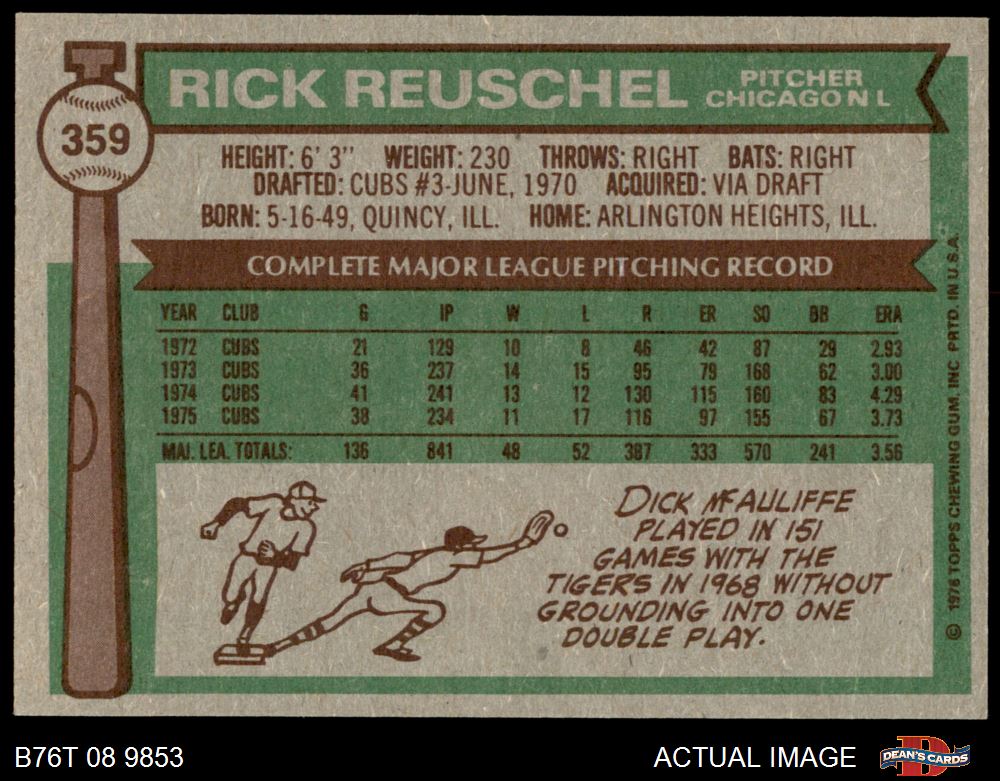 RICK REUSCHEL
PITCHER
CHICAGO N L
359
HEIGHT: 6' 3" WEIGHT: 230 THROWS: RIGHT BATS: RIGHT
DRAFTED: CUBS #3-JUNE, 1970 ACQUIRED: VIA DRAFT
BORN: 5-16-49, QUINCY, ILL. HOME: ARLINGTON HEIGHTS, ILL.
COMPLETE MAJOR LEAGUE PITCHING RECORD
YEAR CLUB G IP W L R ER SO BB ERA
1972 CUBS 21 129 10 8 46 42 87 29 2.93
1973 CUBS 36 237 14 15 95 79 168 62 3.00
1974 CUBS 41 241 13 12 130 115 160 83 4.29
1975 CUBS 38 234 11 17 116 97 155 67 3.73
MAJ. LEA. TOTALS: 136 841 48 52 387 333 570 241 3.56
DICK McAULIFFE
PLAYED IN 151
GAMES WITH THE
TIGERS IN 1968 WITHOUT
GROUNDING INTO ONE
DOUBLE PLAY.
© 1976 TOPPS CHEWING GUM, INC. PRTD. IN U.S.A.
B76T 08 9853
ACTUAL IMAGE
DEAN'S CARDS